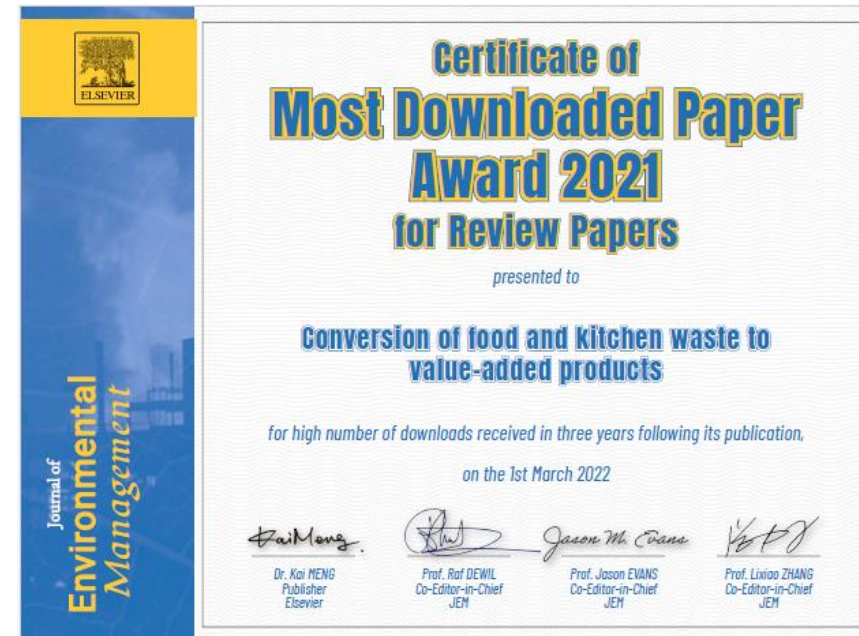 ELSEVIER
Journal of
Environmental
Management
Certificate of
Most Downloaded Paper
Award 2021
for Review Papers
presented to
Conversion of food and kitchen waste to
value-added products
for high number of downloads received in three years following its publication,
on the 1st March 2022
KaiMeng.
Jason M. Evans
Dr. Kai MENG
Publisher
Elsevier
Prof. Raf DEWIL
Co-Editor-in-Chief
JEM
Prof. Jason EVANS
Co-Editor-in-Chief
JEM
Prof. Lixiao ZHANG
Co-Editor-in-Chief
JEM